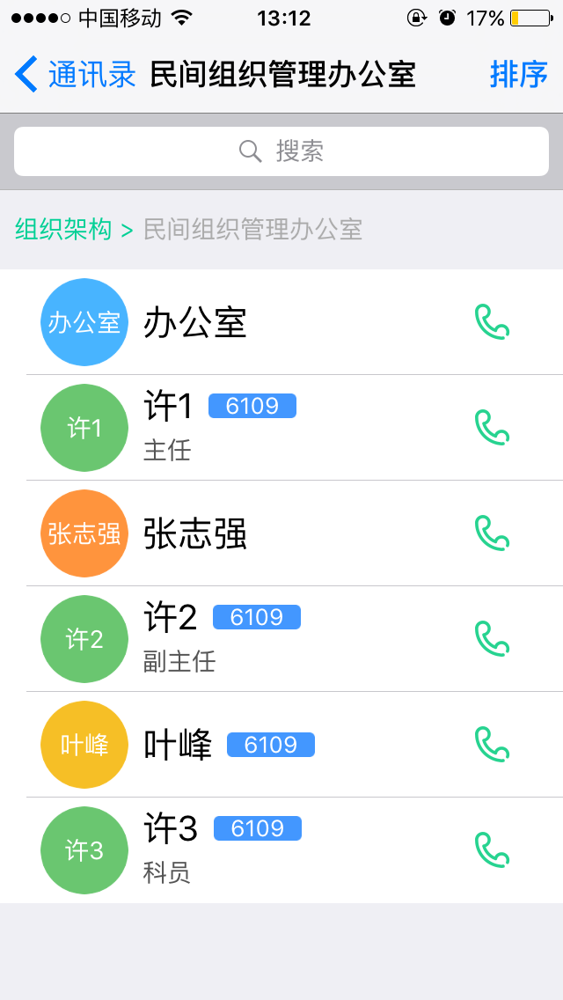 中国移动 13:12 17%
通讯录 民间组织管理办公室 排序
搜索
组织架构 > 民间组织管理办公室
办公室 办公室
许1 许1 6109
主任
张志强 张志强
许2 许2 6109
副主任
叶峰 叶峰 6109
许3 许3 6109
科员